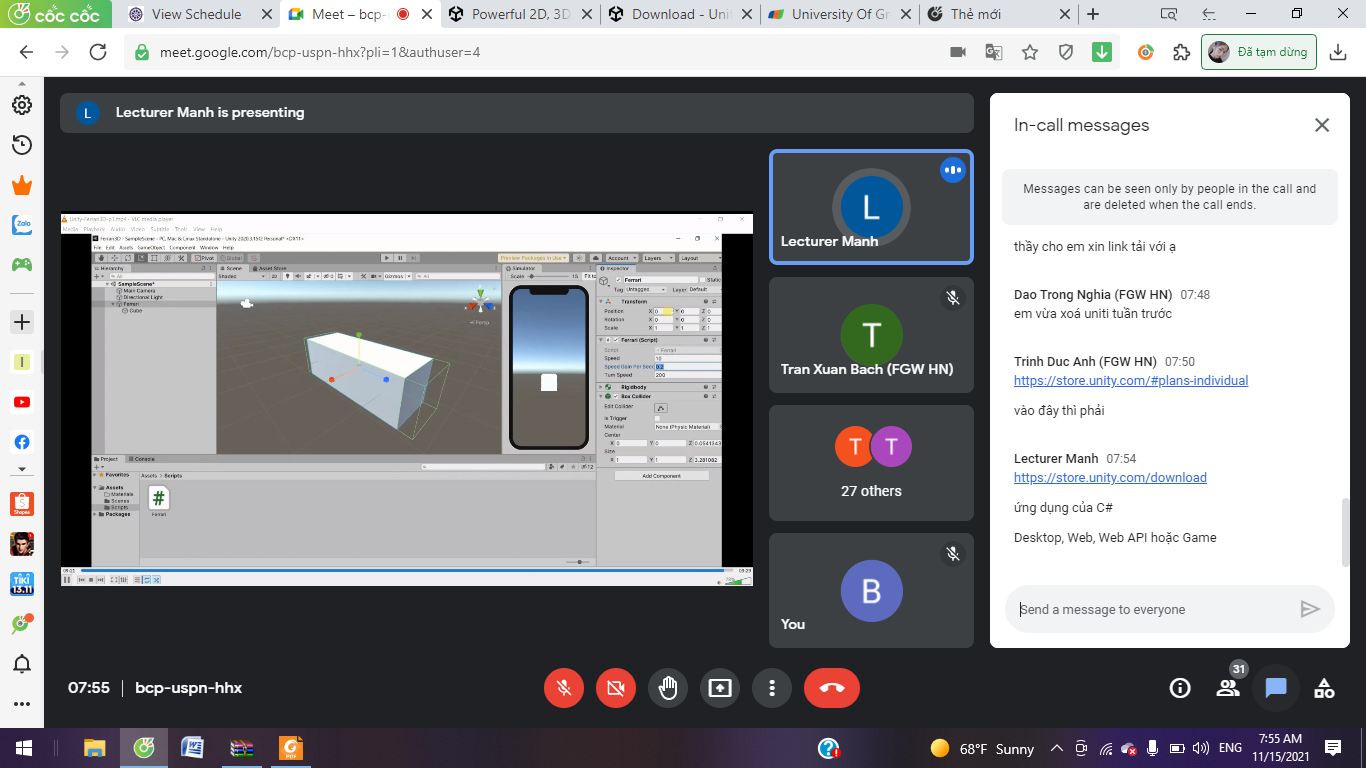 cốc cốc
View Schedule
Meet – bcp-
Powerful 2D, 3D
Download - Unit
University Of Gr
Thẻ mới
meet.google.com/bcp-uspn-hhx?pli=1&authuser=4
Đã tạm dừng
L
Lecturer Manh is presenting
Unity-Ferrari3D-p1.mp4 - VLC media player
Media Playback Audio Video Subtitle Tools View Help
Ferrari3D - SampleScene - PC, Mac & Linux Standalone - Unity 2020.3.15f2 Personal* <DX11>
File Edit Assets GameObject Component Window Help
Pivot
Global
Preview Packages in Use
Account
Layers
Layout
Hierarchy
All
SampleScene*
Main Camera
Directional Light
Ferrari
Cube
Scene
Asset Store
Shaded
2D
Gizmos
All
Persp
Simulator
Scale
15
Fit to
Inspector
Ferrari
Static
Tag Untagged
Layer Default
Transform
Position X 0 Y 0 Z 0
Rotation X 0 Y 0 Z 0
Scale X 1 Y 1 Z 1
Ferrari (Script)
Script
Ferrari
Speed 10
Speed Gain Per Seco 0.2
Turn Speed 200
Rigidbody
Box Collider
Edit Collider
Is Trigger
Material None (Physic Material)
Center
X 0 Y 0 Z 0.0541343
Size
X 1 Y 1 Z 3.281082
Add Component
Project
Console
12
Favorites
Assets
Materials
Scenes
Scripts
Packages
Assets > Scripts
#
Ferrari
09:21
09:29
L
Lecturer Manh
T
Tran Xuan Bach (FGW HN)
T
T
27 others
B
You
In-call messages
Messages can be seen only by people in the call and
are deleted when the call ends.
thầy cho em xin link tải với ạ
Dao Trong Nghia (FGW HN) 07:48
em vừa xoá uniti tuần trước
Trinh Duc Anh (FGW HN) 07:50
https://store.unity.com/#plans-individual
vào đây thì phải
Lecturer Manh 07:54
https://store.unity.com/download
ứng dụng của C#
Desktop, Web, Web API hoặc Game
Send a message to everyone
Zalo
I
Shopee
TIKI
13.11
07:55 | bcp-uspn-hhx
31
68°F Sunny
ENG
7:55 AM
11/15/2021